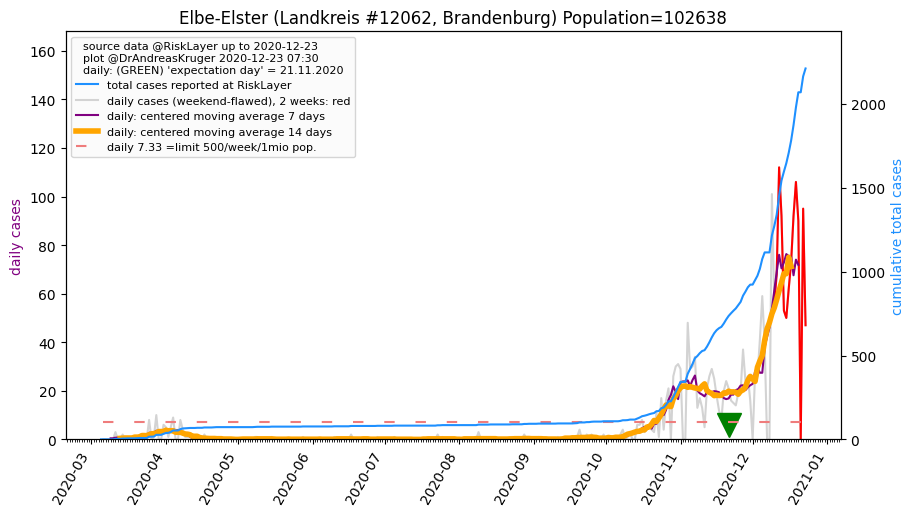 Elbe-Elster (Landkreis #12062, Brandenburg) Population=102638
source data @RiskLayer up to 2020-12-23
plot @DrAndreasKruger 2020-12-23 07:30
daily: (GREEN) 'expectation day' = 21.11.2020
total cases reported at RiskLayer
daily cases (weekend-flawed), 2 weeks: red
daily: centered moving average 7 days
daily: centered moving average 14 days
daily 7.33 =limit 500/week/1mio pop.
daily cases
160
140
120
100
80
60
40
20
0
cumulative total cases
2000
1500
1000
500
0
2020-03
2020-04
2020-05
2020-06
2020-07
2020-08
2020-09
2020-10
2020-11
2020-12
2021-01